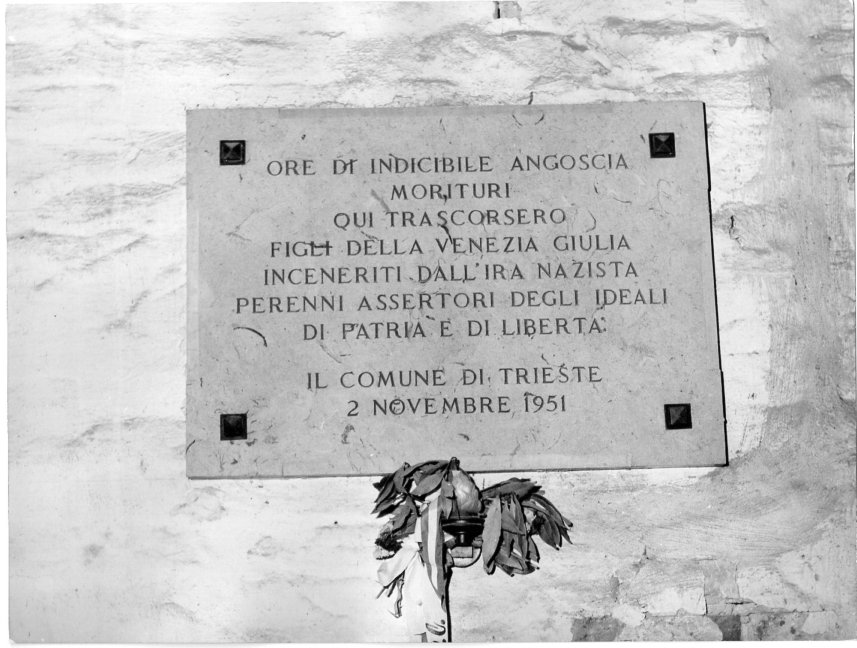 ORE DI INDICIBILE ANGOSCIA
MORITURI
QUI TRASCORSERO
FIGLI DELLA VENEZIA GIULIA
INCENERITI DALL'IRA NAZISTA
PERENNI ASSERTORI DEGLI IDEALI
DI PATRIA E DI LIBERTA'.
IL COMUNE DI TRIESTE
2 NOVEMBRE 1951